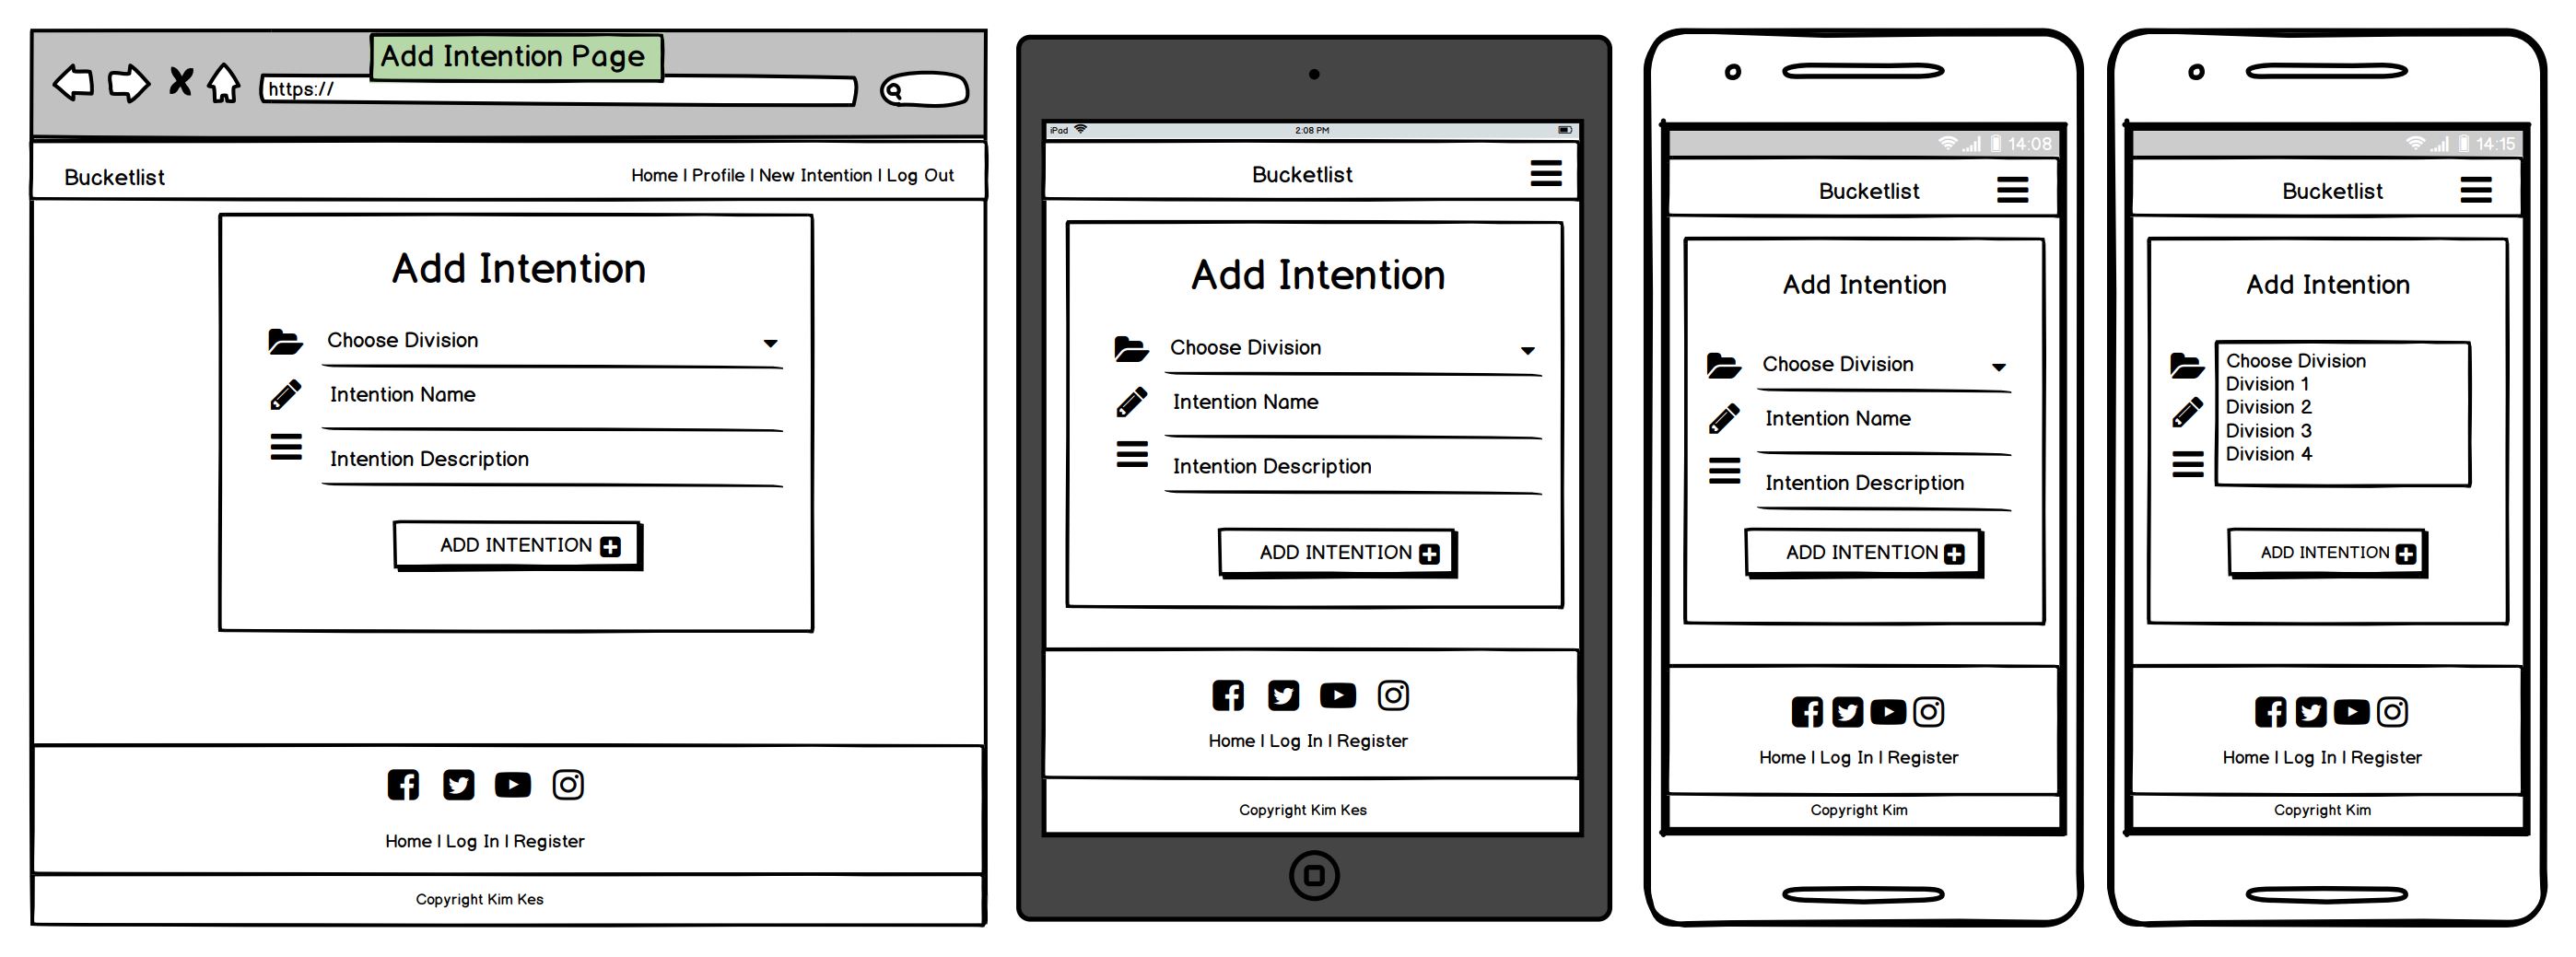 Add Intention Page
https://
Bucketlist
Home | Profile | New Intention | Log Out
Add Intention
Choose Division
Intention Name
Intention Description
ADD INTENTION
Home | Log In | Register
Copyright Kim Kes
iPad
2:08 PM
Bucketlist
Add Intention
Choose Division
Intention Name
Intention Description
ADD INTENTION
Home | Log In | Register
Copyright Kim Kes
14:08
Bucketlist
Add Intention
Choose Division
Intention Name
Intention Description
ADD INTENTION
Home | Log In | Register
Copyright Kim
14:15
Bucketlist
Add Intention
Choose Division
Division 1
Division 2
Division 3
Division 4
ADD INTENTION
Home | Log In | Register
Copyright Kim